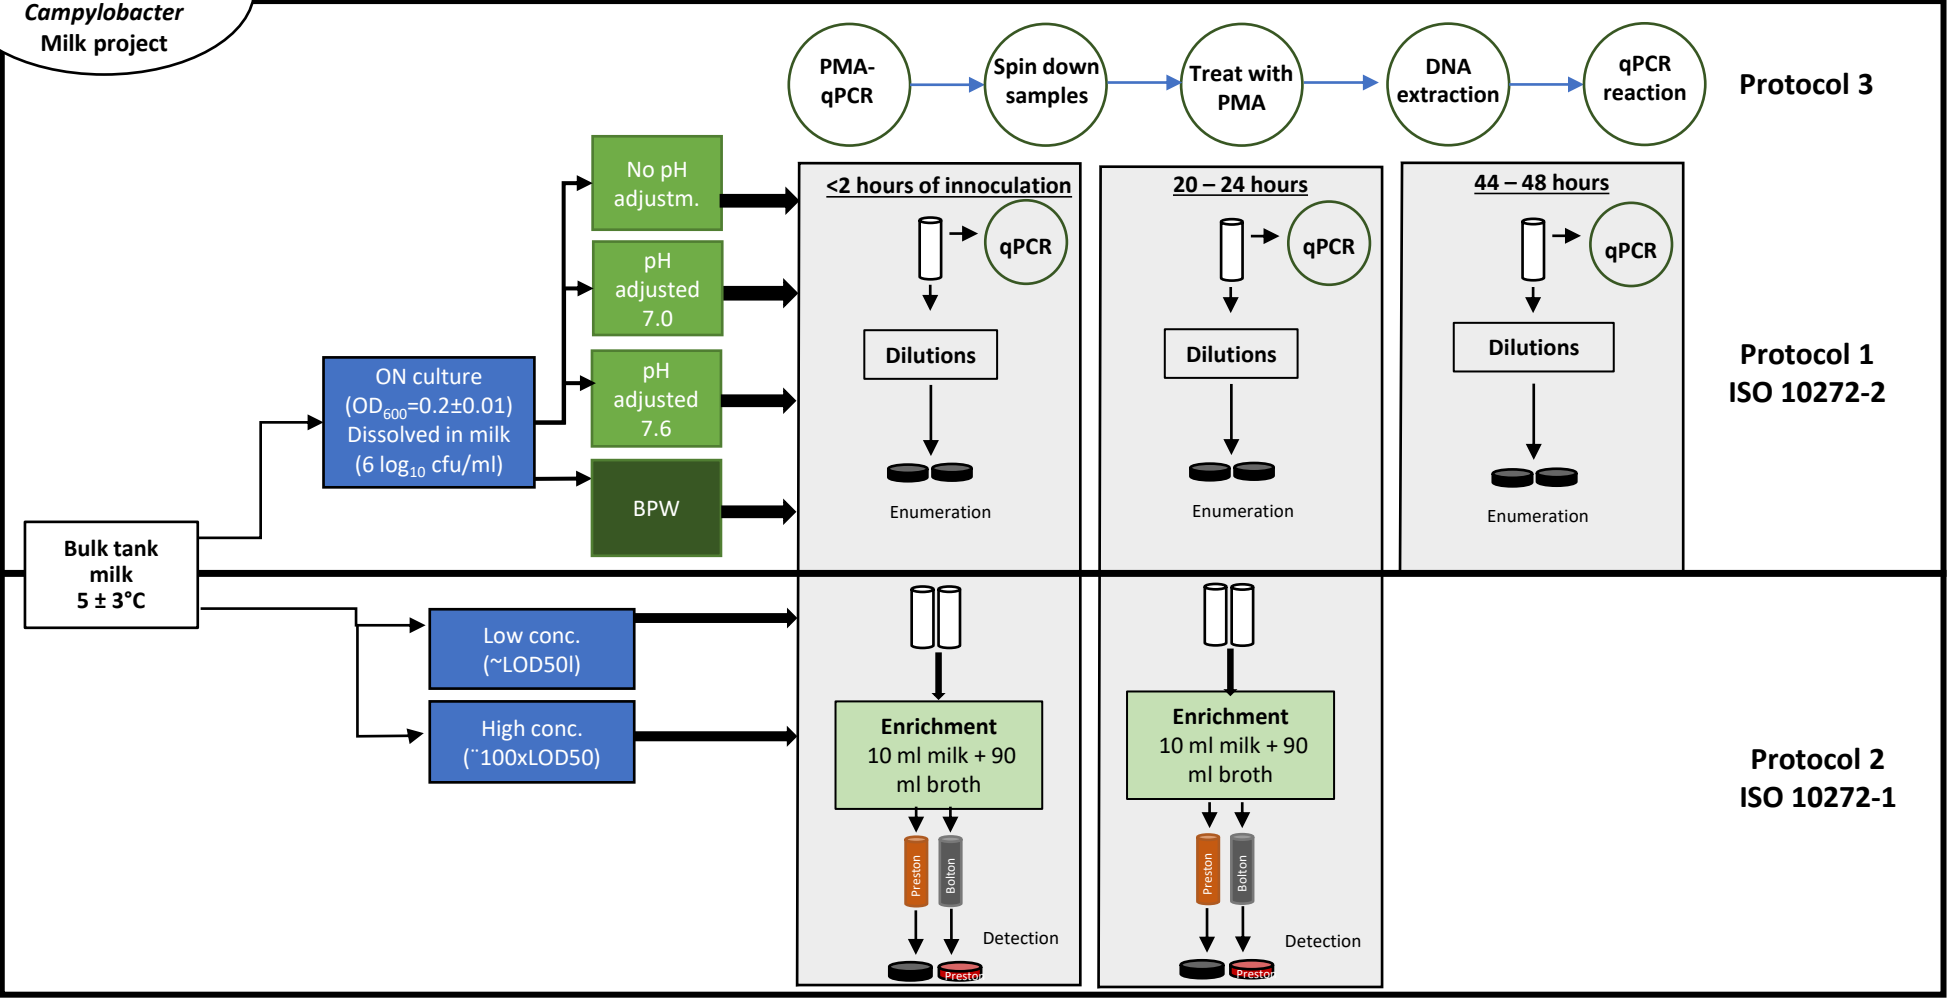 Campylobacter
Milk project
PMA-
qPCR
Spin down
samples
Treat with
PMA
DNA
extraction
qPCR
reaction
Protocol 3
No pH
adjustm.
pH
adjusted
7.0
pH
adjusted
7.6
BPW
ON culture
(OD600=0.2±0.01)
Dissolved in milk
(6 log10 cfu/ml)
Bulk tank
milk
5 ± 3°C
<2 hours of innoculation
qPCR
Dilutions
Enumeration
20 – 24 hours
qPCR
Dilutions
Enumeration
44 – 48 hours
qPCR
Dilutions
Enumeration
Protocol 1
ISO 10272-2
Low conc.
(~LOD50l)
High conc.
(¨100xLOD50)
Enrichment
10 ml milk + 90
ml broth
Preston
Bolton
Detection
Preston
Enrichment
10 ml milk + 90
ml broth
Preston
Bolton
Detection
Preston
Protocol 2
ISO 10272-1